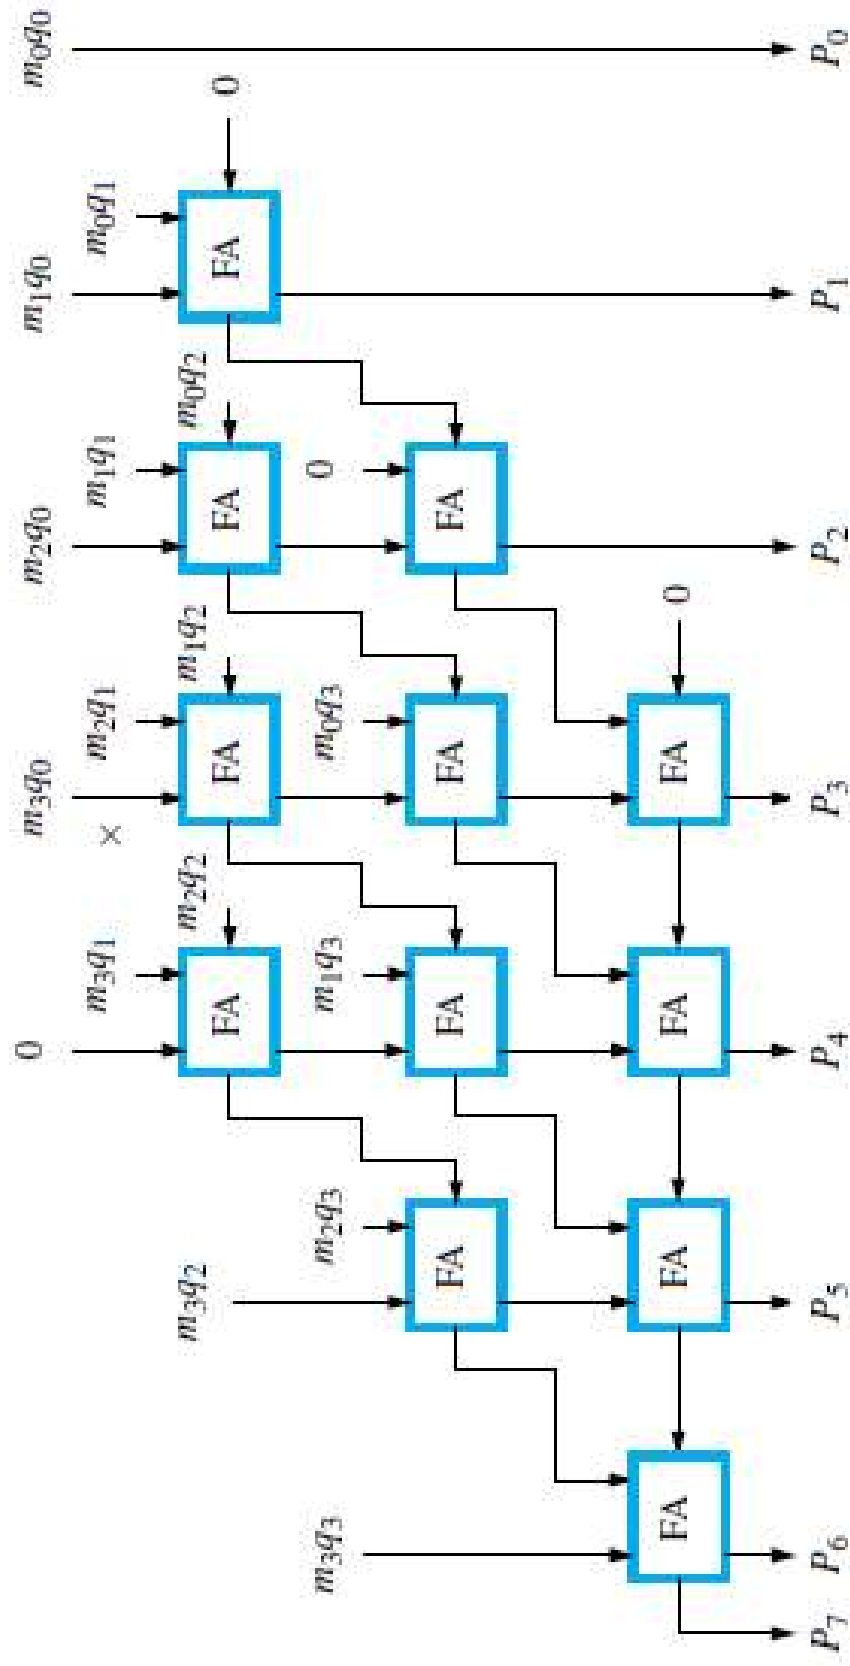 0 m₃q₀ m₂q₀ m₁q₀ m₀q₀
m₃q₁ × m₂q₁ m₁q₁ m₀q₁
m₃q₂ m₂q₂ m₁q₂ m₀q₂
FA FA FA FA 0
m₃q₃ m₂q₃ m₁q₃ m₀q₃ 0
FA FA FA FA
FA FA FA FA 0
P₇ P₆ P₅ P₄ P₃ P₂ P₁ P₀